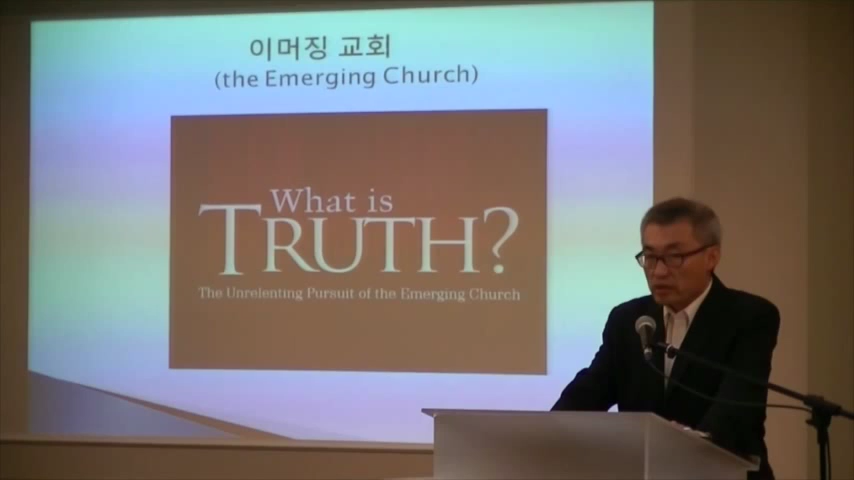 이머징 교회
(the Emerging Church)
What is
TRUTH?
The Unrelenting Pursuit of the Emerging Church